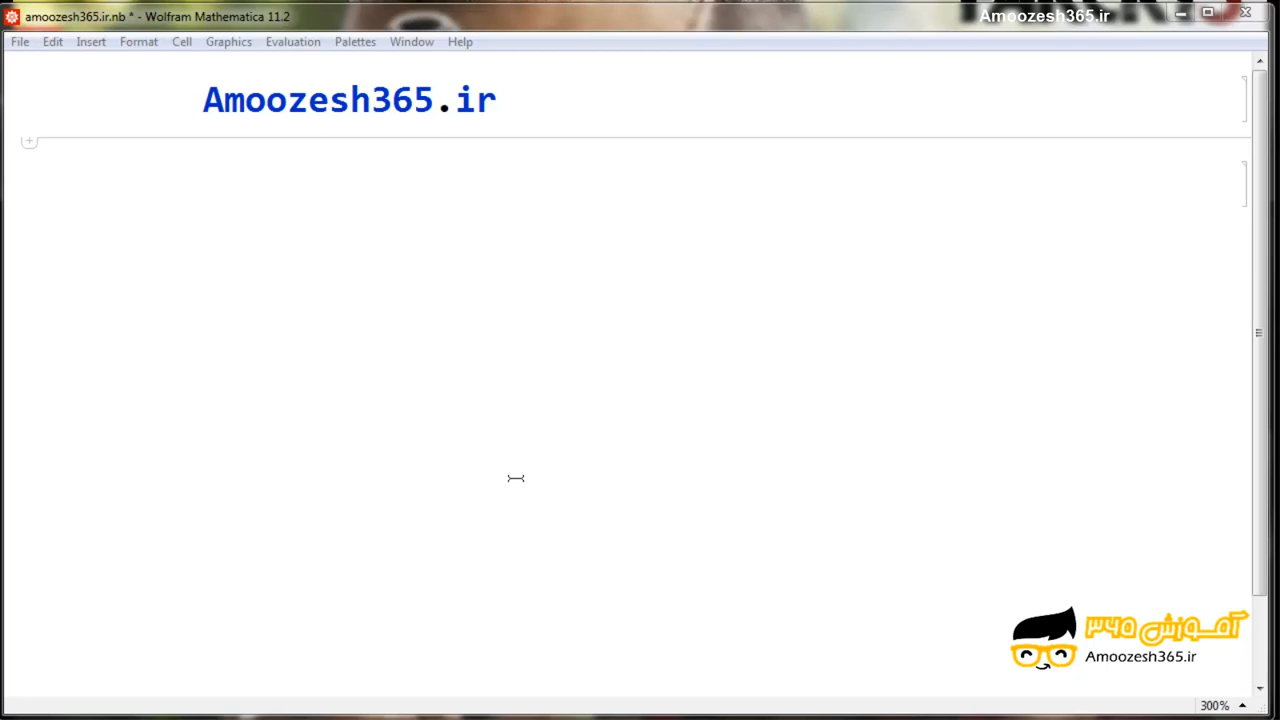 amoozesh365.ir.nb * - Wolfram Mathematica 11.2
Amoozesh365.ir
File Edit Insert Format Cell Graphics Evaluation Palettes Window Help
Amoozesh365.ir
آموزش ۳۶۵
Amoozesh365.ir
300%